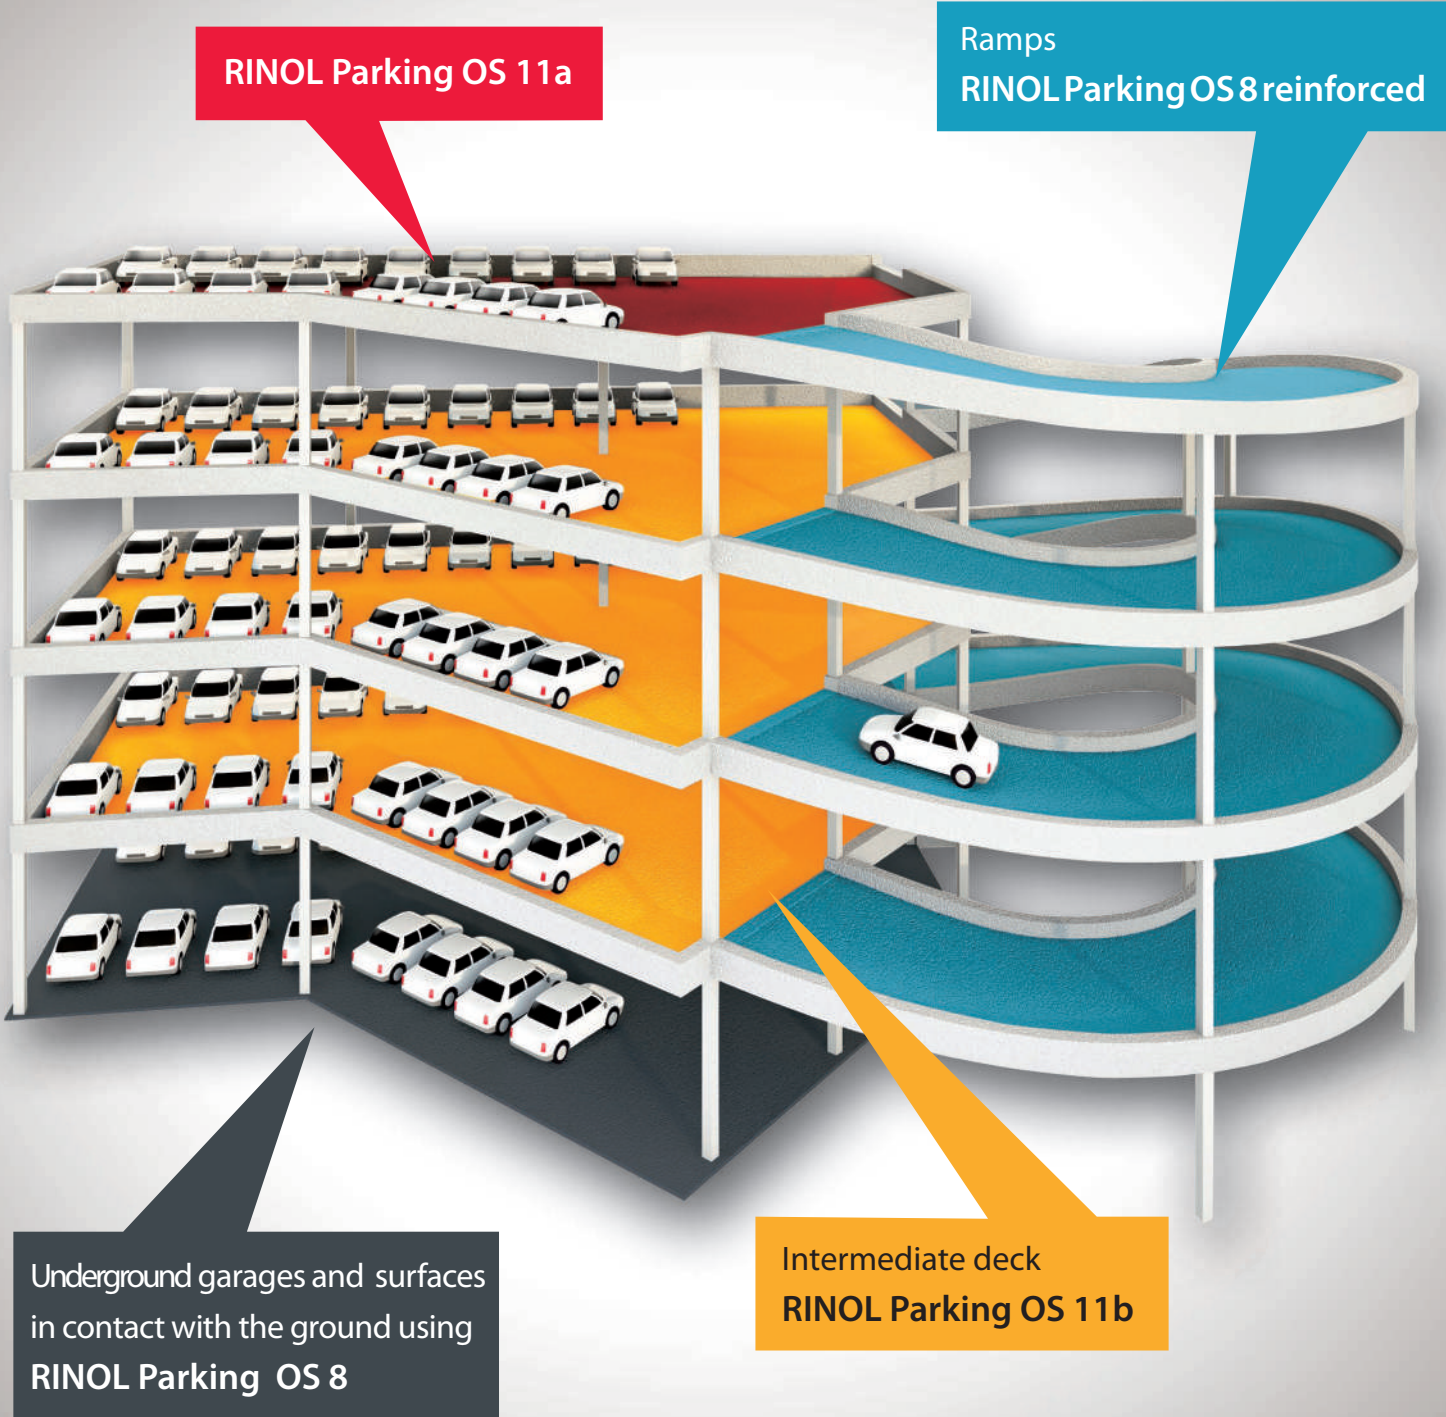 RINOL Parking OS 11a
Ramps
RINOL Parking OS 8 reinforced
Underground garages and surfaces
in contact with the ground using
RINOL Parking OS 8
Intermediate deck
RINOL Parking OS 11b